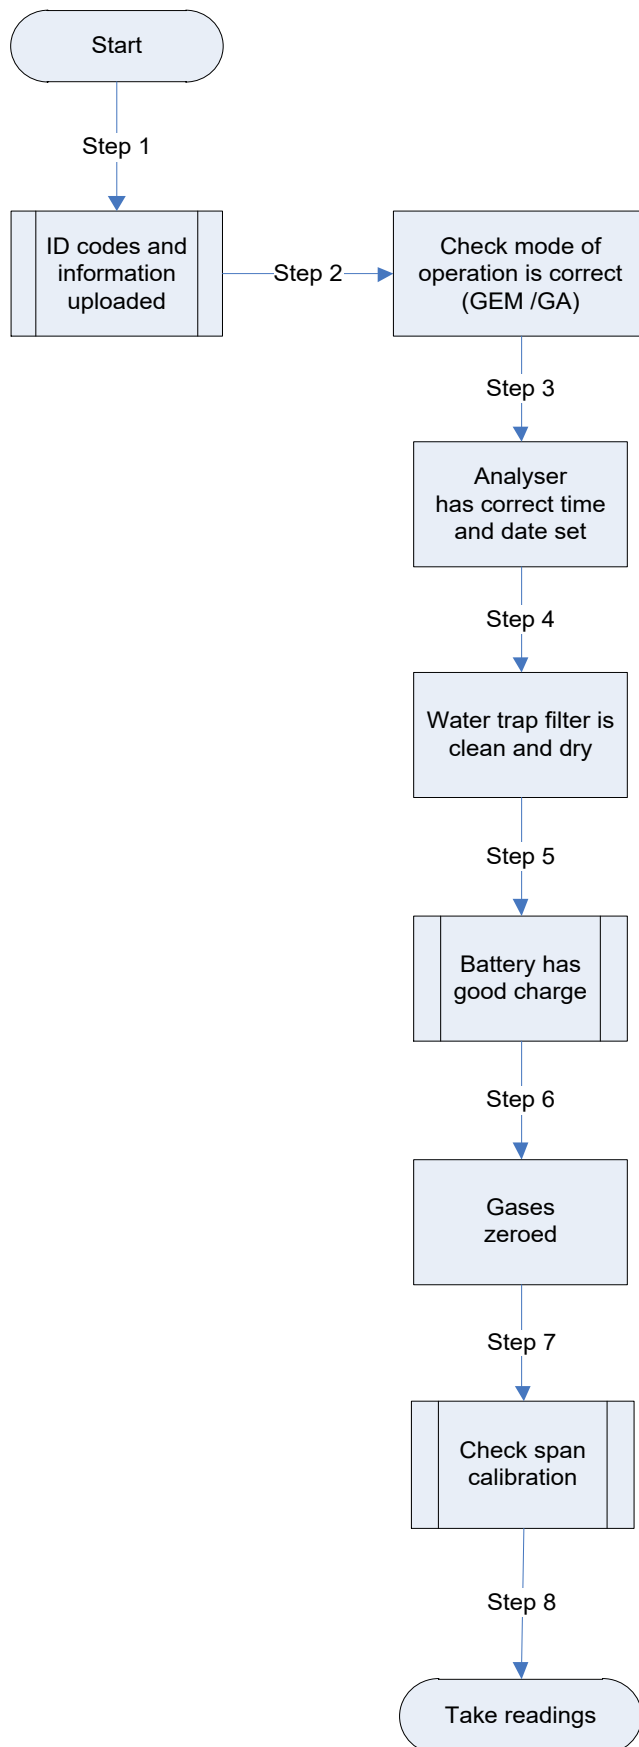 Start
Step 1
ID codes and
information
uploaded
Step 2
Check mode of
operation is correct
(GEM /GA)
Step 3
Analyser
has correct time
and date set
Step 4
Water trap filter is
clean and dry
Step 5
Battery has
good charge
Step 6
Gases
zeroed
Step 7
Check span
calibration
Step 8
Take readings